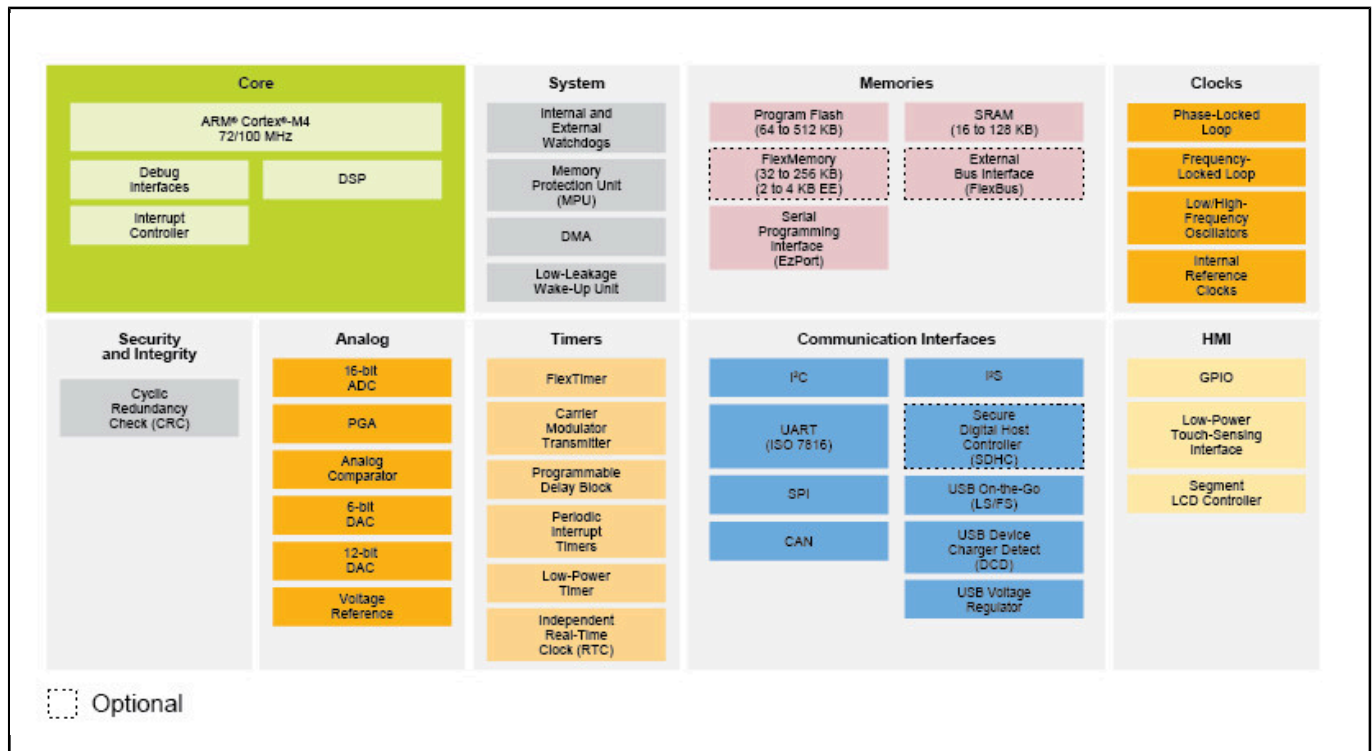 Core
ARM® Cortex®-M4
72/100 MHz
Debug
Interfaces
DSP
Interrupt
Controller
System
Internal and
External
Watchdogs
Memory
Protection Unit
(MPU)
DMA
Low-Leakage
Wake-Up Unit
Memories
Program Flash
(64 to 512 KB)
SRAM
(16 to 128 KB)
FlexMemory
(32 to 256 KB)
(2 to 4 KB EE)
External
Bus Interface
(FlexBus)
Serial
Programming
Interface
(EzPort)
Clocks
Phase-Locked
Loop
Frequency-
Locked Loop
Low/High-
Frequency
Oscillators
Internal
Reference
Clocks
Security
and Integrity
Cyclic
Redundancy
Check (CRC)
Analog
16-bit
ADC
PGA
Analog
Comparator
6-bit
DAC
12-bit
DAC
Voltage
Reference
Timers
FlexTimer
Carrier
Modulator
Transmitter
Programmable
Delay Block
Periodic
Interrupt
Timers
Low-Power
Timer
Independent
Real-Time
Clock (RTC)
Communication Interfaces
I²C
I²S
UART
(ISO 7816)
Secure
Digital Host
Controller
(SDHC)
SPI
USB On-the-Go
(LS/FS)
CAN
USB Device
Charger Detect
(DCD)
USB Voltage
Regulator
HMI
GPIO
Low-Power
Touch-Sensing
Interface
Segment
LCD Controller
Optional